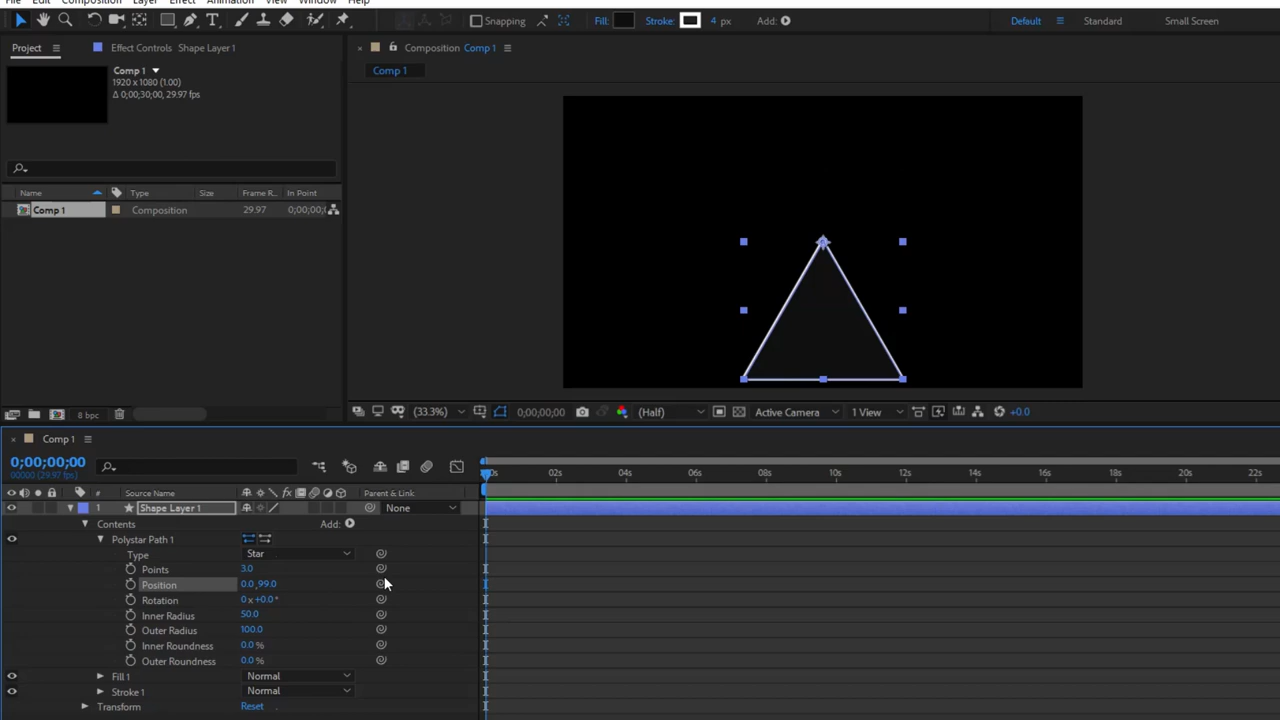 File Edit Composition Layer Effect Animation View Window Help
Snapping Fill: Stroke: 4 px Add: Default Standard Small Screen
Project Effect Controls Shape Layer 1 Composition Comp 1
Comp 1
1920 x 1080 (1.00)
Δ 0;00;30;00, 29.97 fps
Comp 1
Name Type Size Frame R... In Point
Comp 1 Composition 29.97 0;00;00;
8 bpc (33.3%) 0;00;00;00 (Half) Active Camera 1 View +0.0
Comp 1
0;00;00;00
00000 (29.97 fps)
0s 02s 04s 06s 08s 10s 12s 14s 16s 18s 20s 22s
# Source Name fx Parent & Link
1 Shape Layer 1 None
Contents Add:
Polystar Path 1
Type Star
Points 3.0
Position 0.0,99.0
Rotation 0x+0.0°
Inner Radius 50.0
Outer Radius 100.0
Inner Roundness 0.0 %
Outer Roundness 0.0 %
Fill 1 Normal
Stroke 1 Normal
Transform Reset